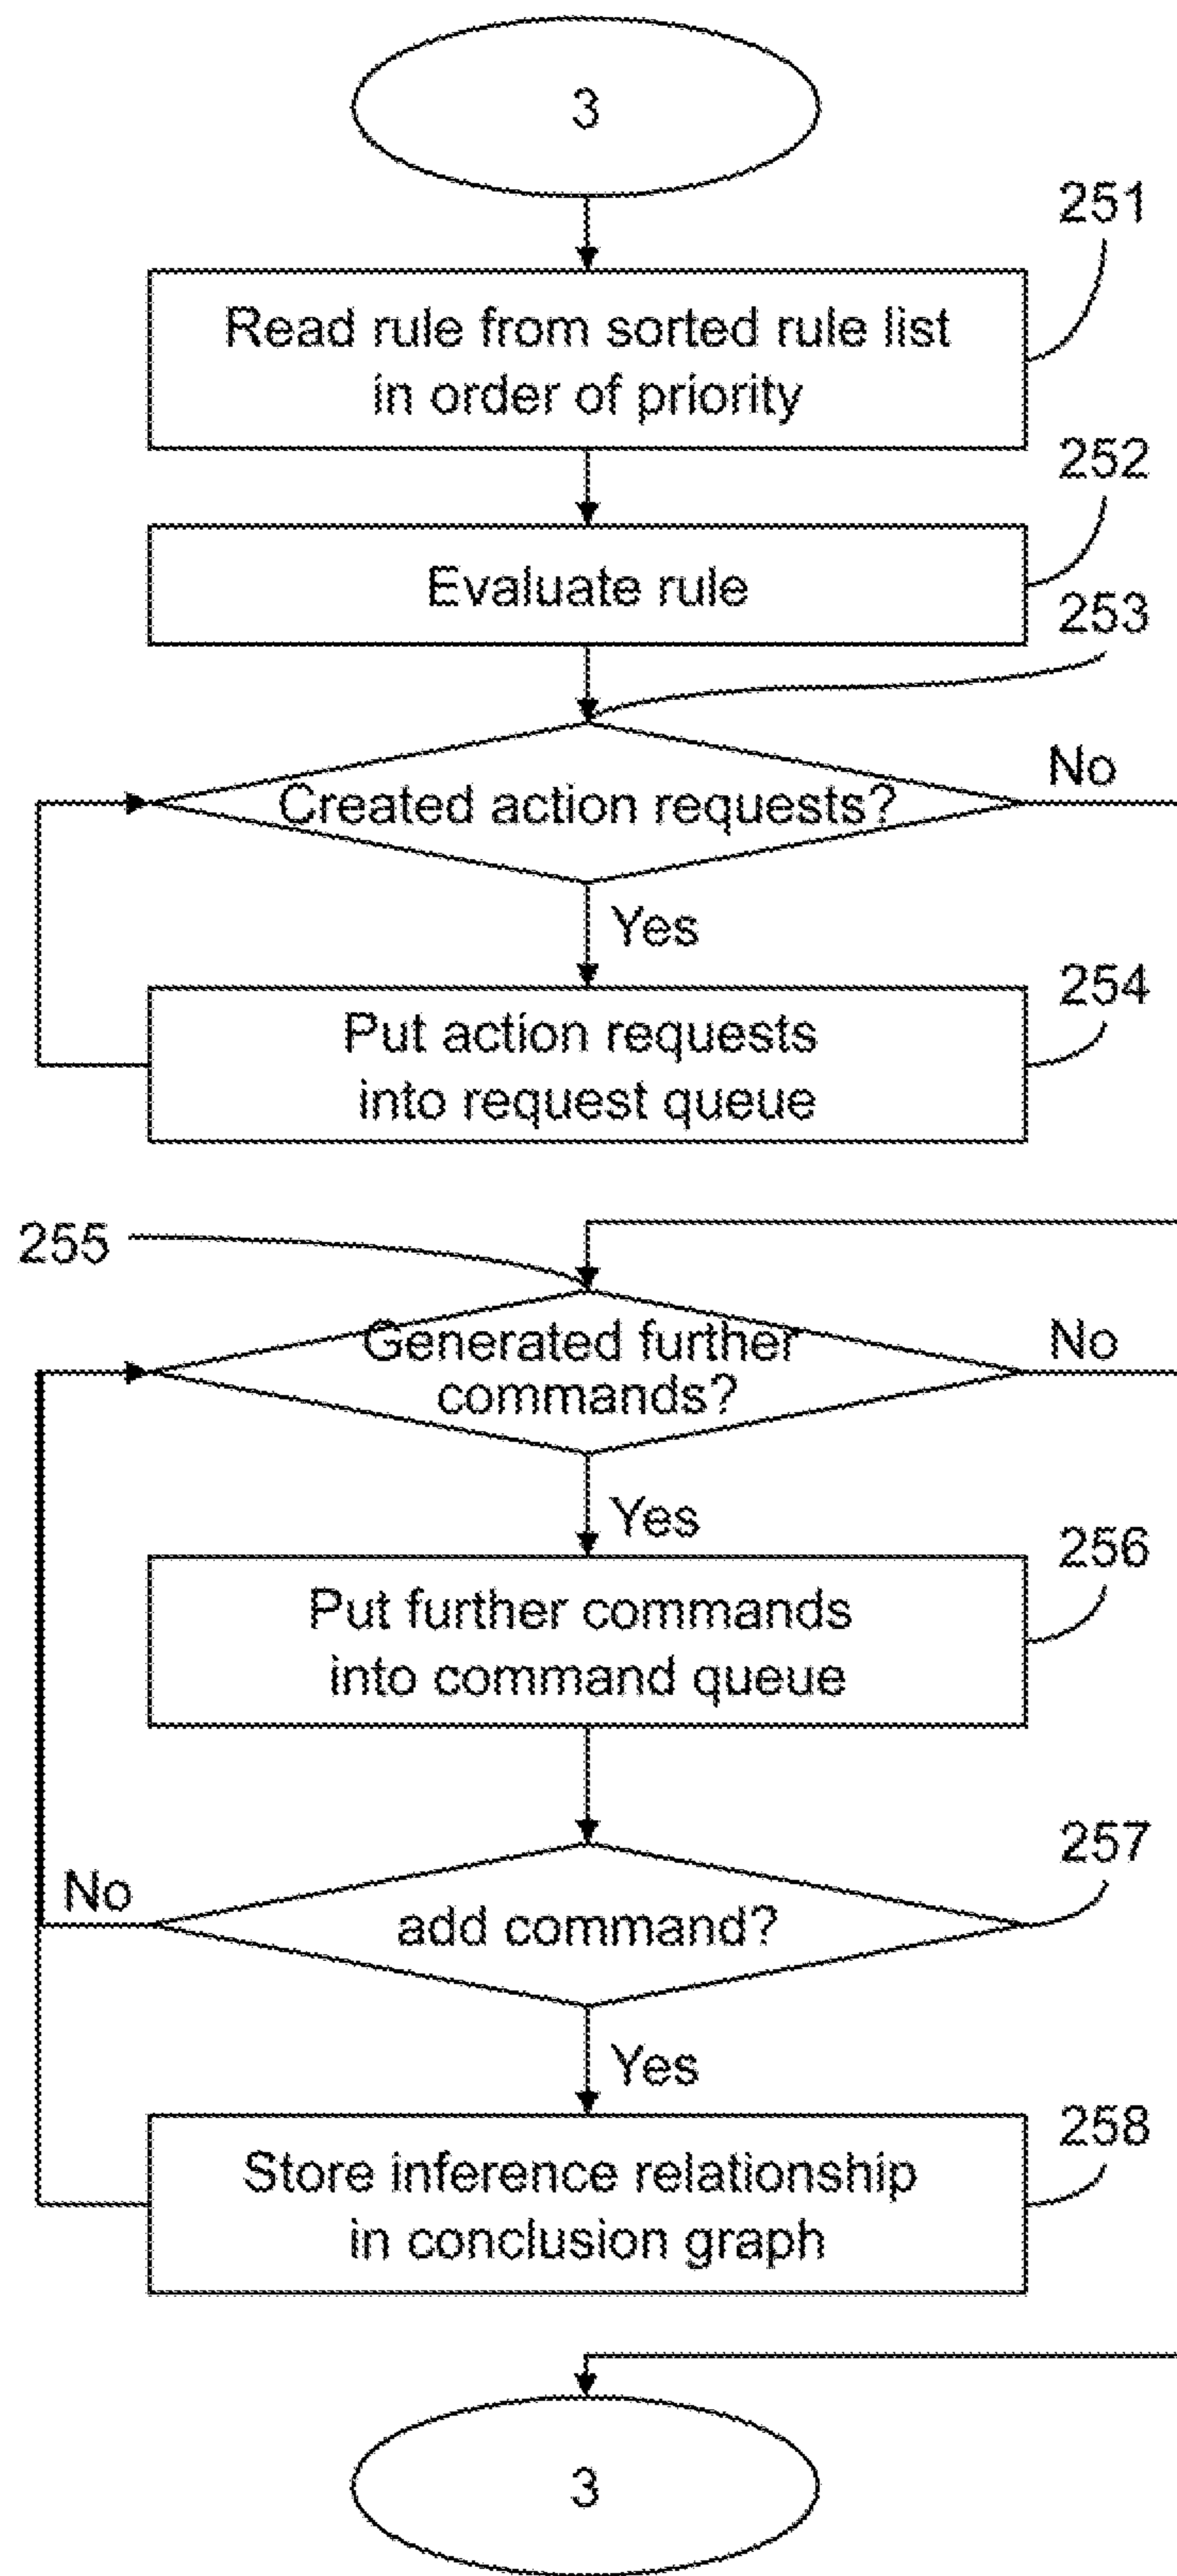 3
251
Read rule from sorted rule list
in order of priority
252
Evaluate rule
253
Created action requests?
No
Yes
254
Put action requests
into request queue
255
Generated further
commands?
No
Yes
256
Put further commands
into command queue
257
add command?
No
Yes
258
Store inference relationship
in conclusion graph
3